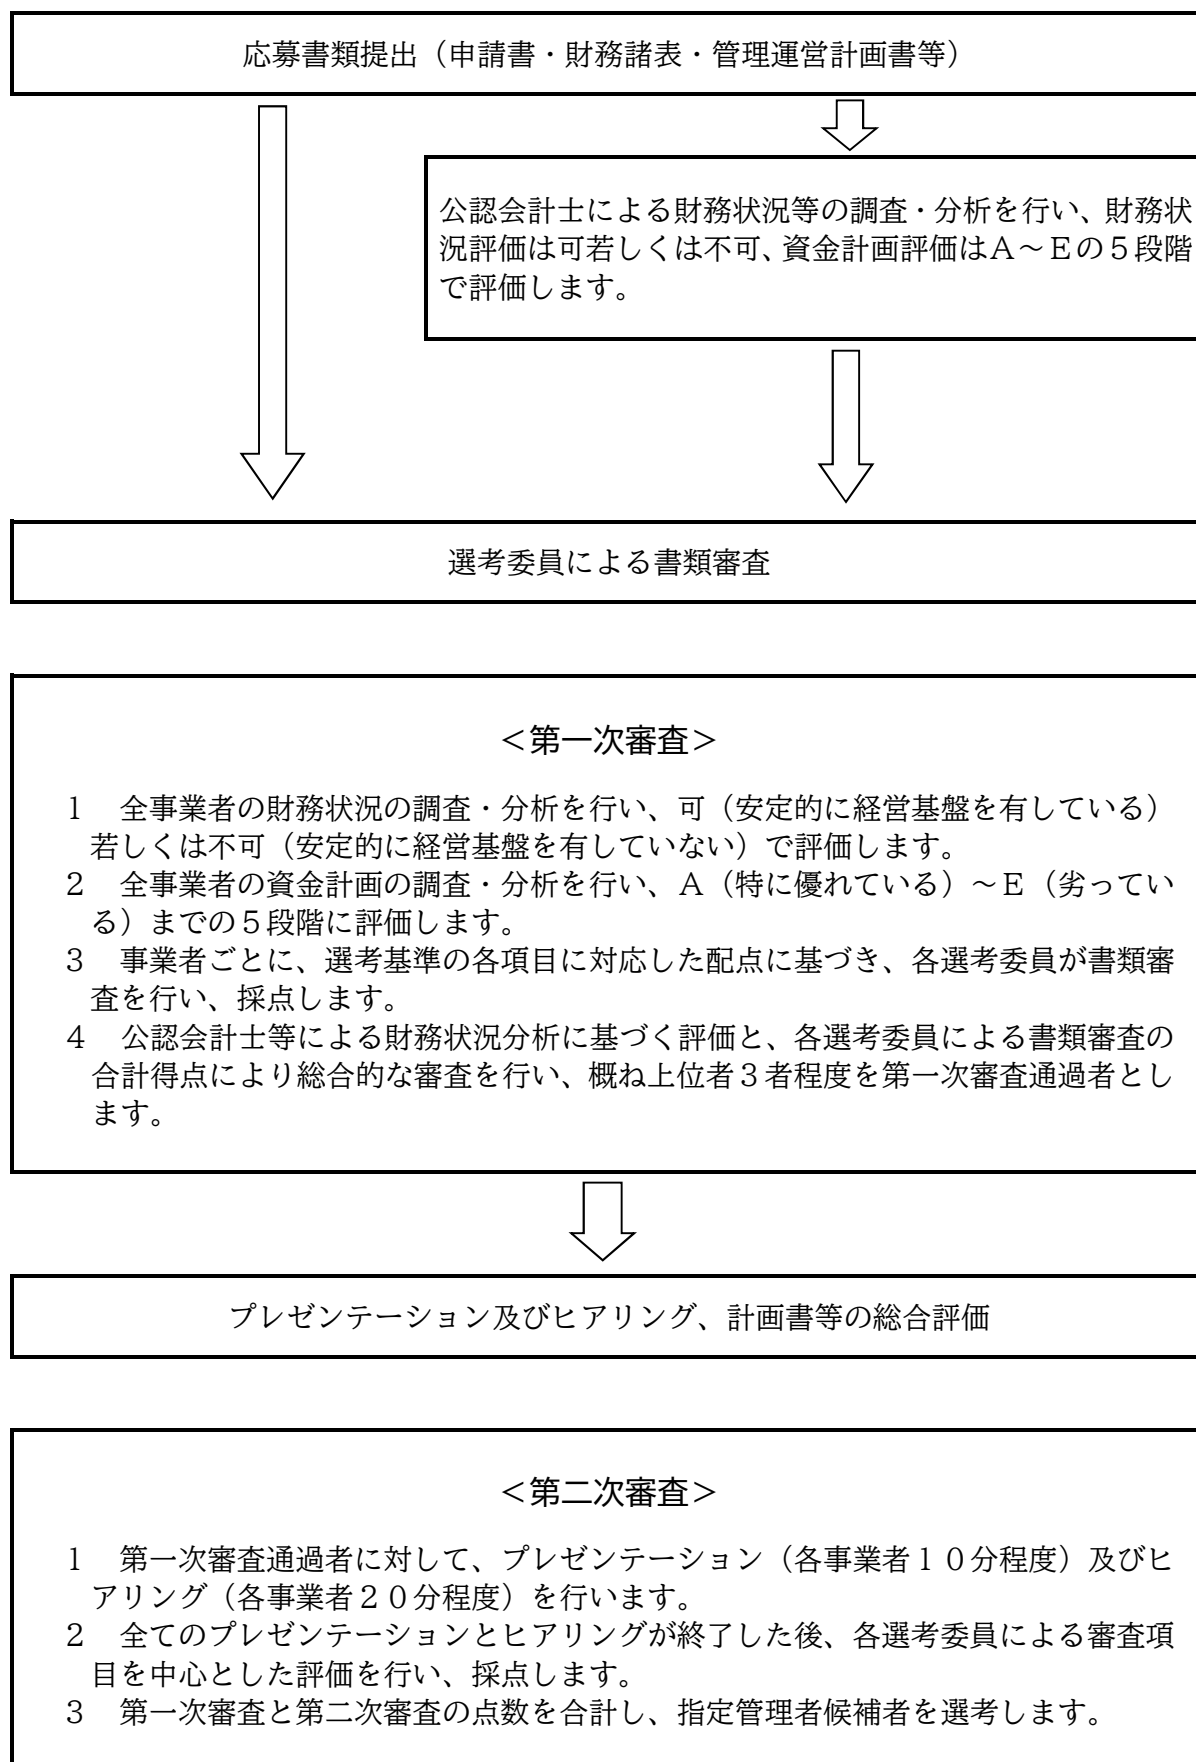 応募書類提出（申請書・財務諸表・管理運営計画書等）
公認会計士による財務状況等の調査・分析を行い、財務状
況評価は可若しくは不可、資金計画評価はＡ～Ｅの５段階
で評価します。
選考委員による書類審査
＜第一次審査＞
１　全事業者の財務状況の調査・分析を行い、可（安定的に経営基盤を有している）
若しくは不可（安定的に経営基盤を有していない）で評価します。
２　全事業者の資金計画の調査・分析を行い、Ａ（特に優れている）～Ｅ（劣ってい
る）までの５段階に評価します。
３　事業者ごとに、選考基準の各項目に対応した配点に基づき、各選考委員が書類審
査を行い、採点します。
４　公認会計士等による財務状況分析に基づく評価と、各選考委員による書類審査の
合計得点により総合的な審査を行い、概ね上位者３者程度を第一次審査通過者とし
ます。
プレゼンテーション及びヒアリング、計画書等の総合評価
＜第二次審査＞
１　第一次審査通過者に対して、プレゼンテーション（各事業者１０分程度）及びヒ
アリング（各事業者２０分程度）を行います。
２　全てのプレゼンテーションとヒアリングが終了した後、各選考委員による審査項
目を中心とした評価を行い、採点します。
３　第一次審査と第二次審査の点数を合計し、指定管理者候補者を選考します。